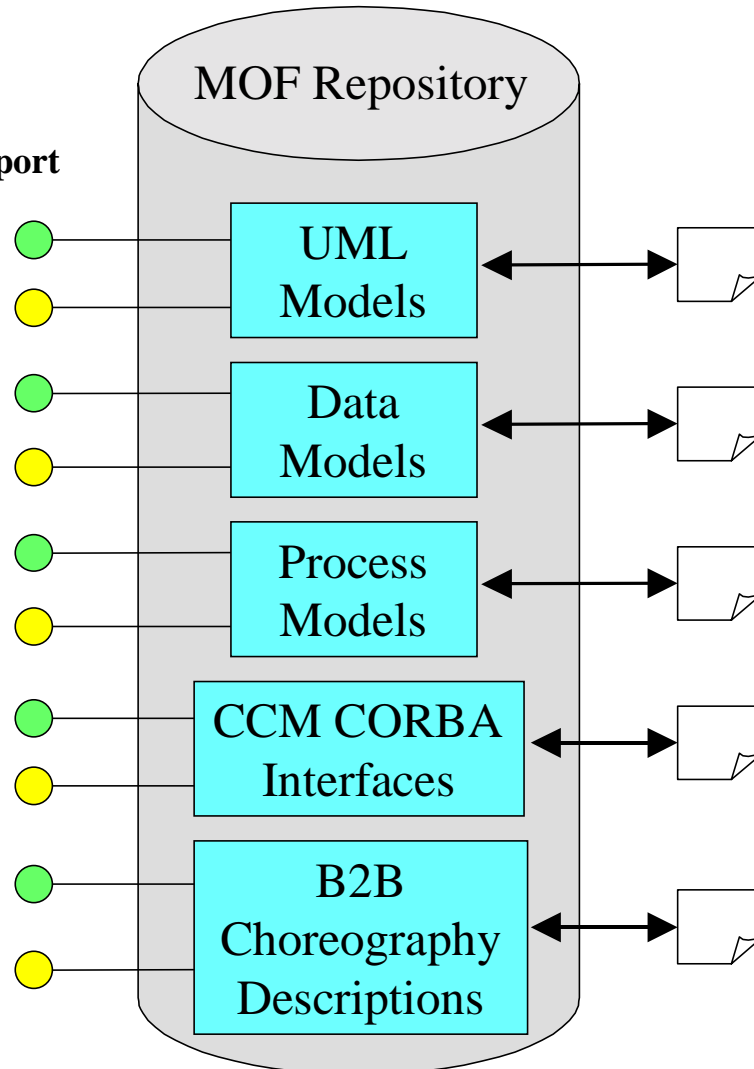 MOF Repository
port
UML
Models
Data
Models
Process
Models
CCM CORBA
Interfaces
B2B
Choreography
Descriptions